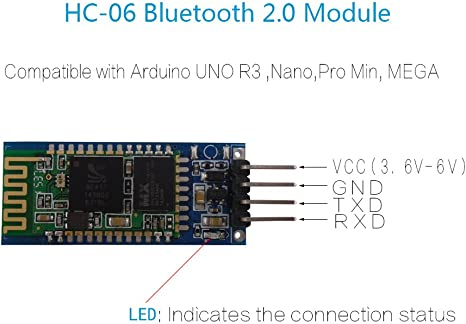 HC-06 Bluetooth 2.0 Module
Compatible with Arduino UNO R3 ,Nano,Pro Min, MEGA
VCC(3. 6V-6V)
GND
TXD
RXD
MX
LED: Indicates the connection status